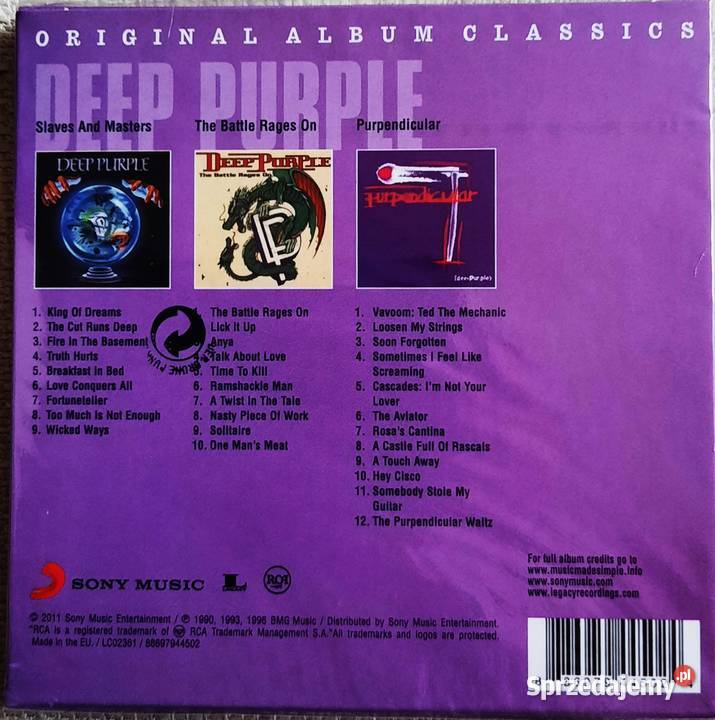 ORIGINAL ALBUM CLASSICS
DEEP PURPLE
Slaves And Masters
DEEP PURPLE
1. King Of Dreams
2. The Cut Runs Deep
3. Fire In The Basement
4. Truth Hurts
5. Breakfast in Bed
6. Love Conquers All
7. Fortuneteller
8. Too Much Is Not Enough
9. Wicked Ways
The Battle Rages On
DEEP PURPLE
The Battle Rages On
The Battle Rages On
Lick It Up
Anya
Talk About Love
5. Time To Kill
6. Ramshackle Man
7. A Twist In The Tale
8. Nasty Piece Of Work
9. Solitaire
10. One Man's Meat
Purpendicular
Purpendicular
(dee-Purple)
1. Vavoom: Ted The Mechanic
2. Loosen My Strings
3. Soon Forgotten
4. Sometimes I Feel Like
Screaming
5. Cascades: I'm Not Your
Lover
6. The Aviator
7. Rosa's Cantina
8. A Castle Full Of Rascals
9. A Touch Away
10. Hey Cisco
11. Somebody Stole My
Guitar
12. The Purpendicular Waltz
DER GRÜNE PUNKT
For full album credits go to
www.musicmadesimple.info
www.sonymusic.com
www.legacyrecordings.com
SONY MUSIC
L
LEGACY
RCA
© 2011 Sony Music Entertainment / ℗ 1990, 1993, 1996 BMG Music / Distributed by Sony Music Entertainment.
"RCA is a registered trademark of RCA Trademark Management S.A."All trademarks and logos are protected.
Made in the EU. / LC02361 / 88697944502
Sprzedajemy.pl